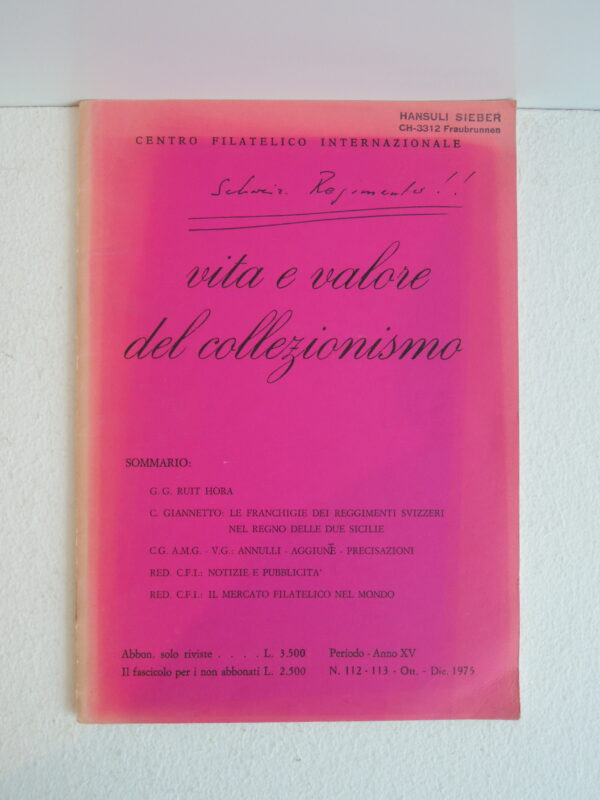 HANSULI SIEBER
CH-3312 Fraubrunnen
CENTRO FILATELICO INTERNAZIONALE
Schweiz. Regimenter!!
vita e valore
del collezionismo
SOMMARIO:
G. G. RUIT HORA
C. GIANNETTO: LE FRANCHIGIE DEI REGGIMENTI SVIZZERI
NEL REGNO DELLE DUE SICILIE
C.G. A.M.G. - V.G.: ANNULLI - AGGIUNE - PRECISAZIONI
RED. C.F.I.: NOTIZIE E PUBBLICITA'
RED. C.F.I.: IL MERCATO FILATELICO NEL MONDO
Abbon. solo riviste . . . . L. 3.500 Periodo - Anno XV
Il fascicolo per i non abbonati L. 2.500 N. 112 - 113 - Ott. - Dic. 1975